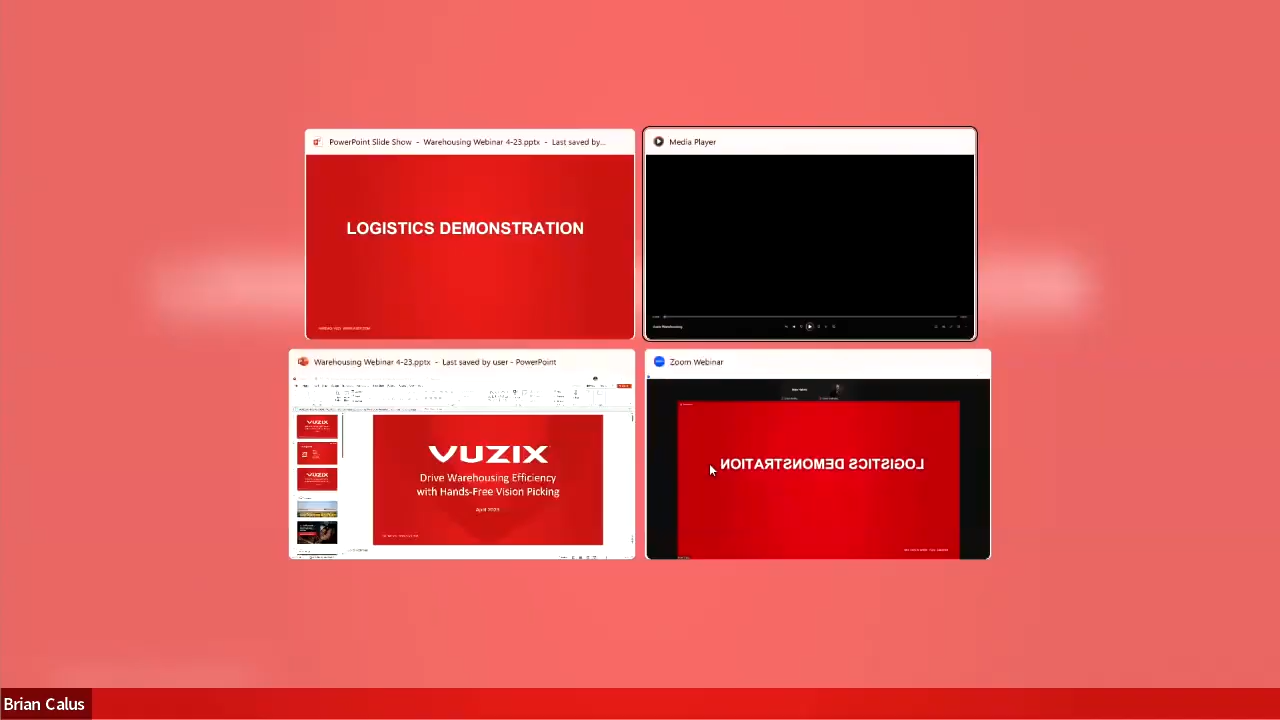 PowerPoint Slide Show - Warehousing Webinar 4-23.pptx - Last saved by...
LOGISTICS DEMONSTRATION
Media Player
Warehousing Webinar 4-23.pptx - Last saved by user - PowerPoint
VUZIX
VUZIX
VUZIX
Drive Warehousing Efficiency
with Hands-Free Vision Picking
April 2023
Zoom Webinar
LOGISTICS DEMONSTRATION
Brian Calus